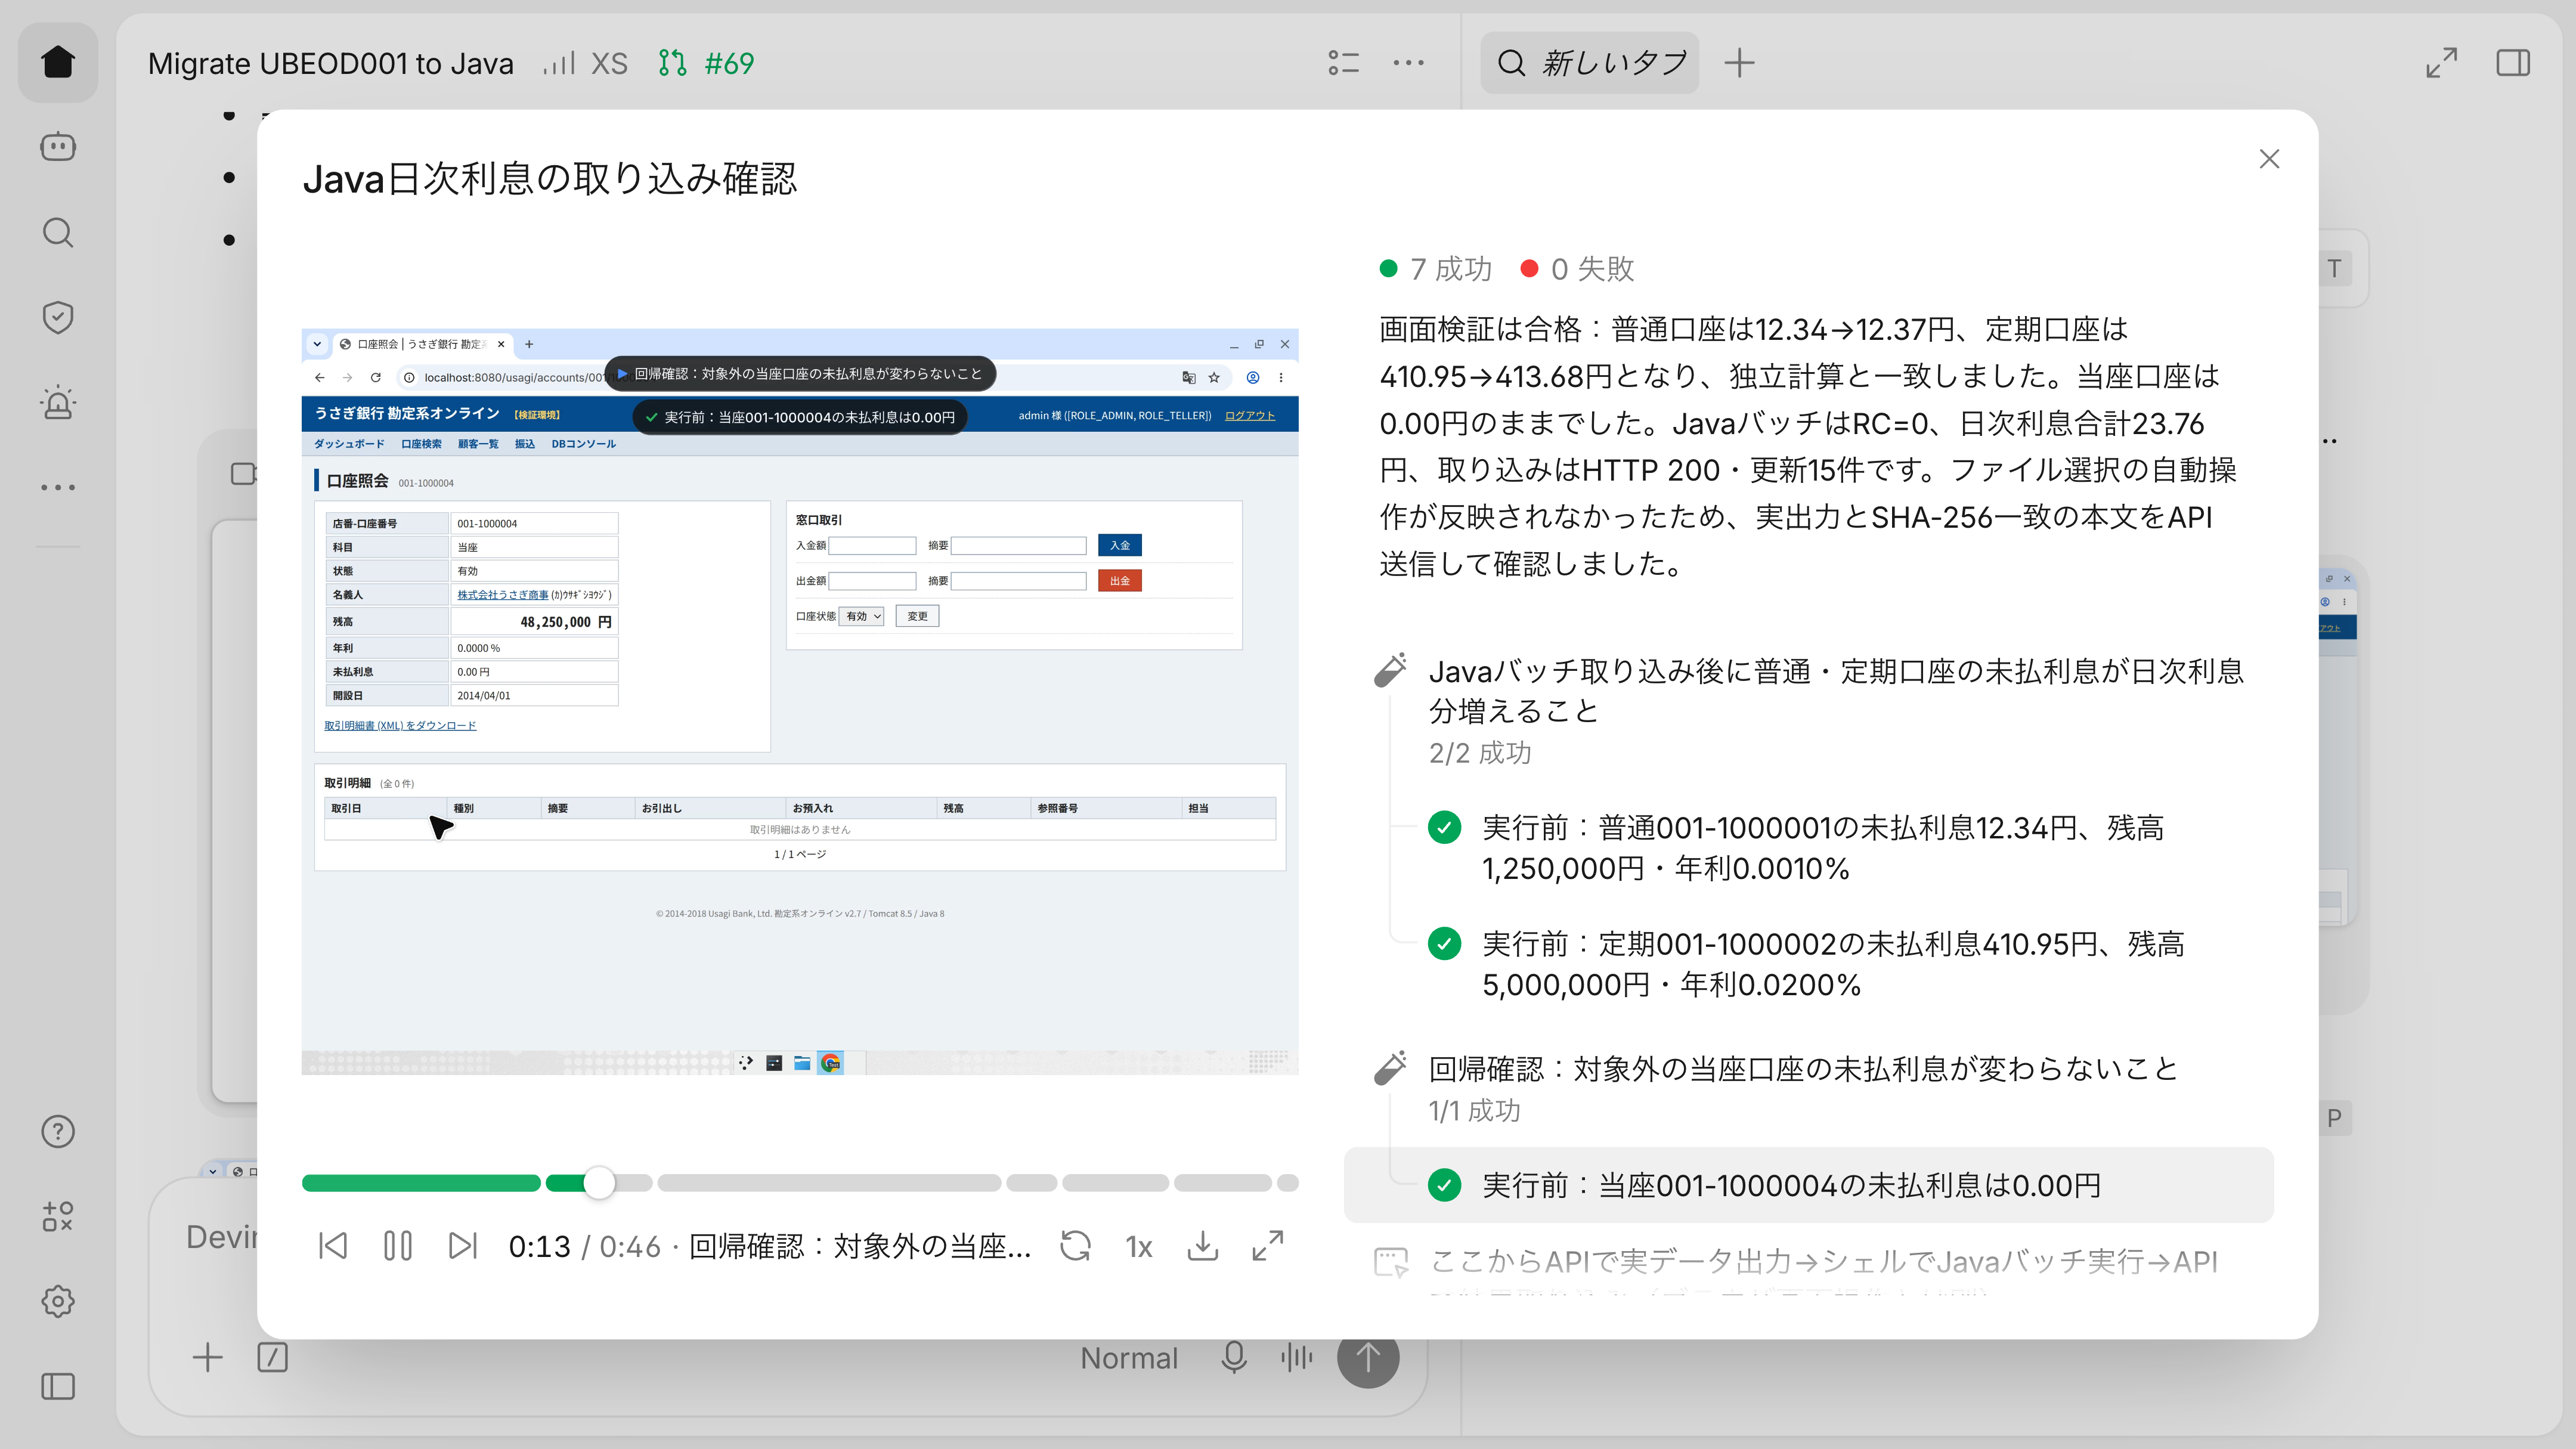 Migrate UBEOD001 to Java XS #69
新しいタブ
Java日次利息の取り込み確認
7 成功 0 失敗
画面検証は合格：普通口座は12.34→12.37円、定期口座は
410.95→413.68円となり、独立計算と一致しました。当座口座は
0.00円のままでした。JavaバッチはRC=0、日次利息合計23.76
円、取り込みはHTTP 200・更新15件です。ファイル選択の自動操
作が反映されなかったため、実出力とSHA-256一致の本文をAPI
送信して確認しました。
Javaバッチ取り込み後に普通・定期口座の未払利息が日次利息
分増えること
2/2 成功
実行前：普通001-1000001の未払利息12.34円、残高
1,250,000円・年利0.0010%
実行前：定期001-1000002の未払利息410.95円、残高
5,000,000円・年利0.0200%
回帰確認：対象外の当座口座の未払利息が変わらないこと
1/1 成功
実行前：当座001-1000004の未払利息は0.00円
ここからAPIで実データ出力→シェルでJavaバッチ実行→API
口座照会 | うさぎ銀行 勘定
localhost:8080/usagi/accounts/001
回帰確認：対象外の当座口座の未払利息が変わらないこと
うさぎ銀行 勘定系オンライン 【検証環境】
実行前：当座001-1000004の未払利息は0.00円
admin 様 ([ROLE_ADMIN, ROLE_TELLER]) ログアウト
ダッシュボード 口座検索 顧客一覧 振込 DBコンソール
口座照会 001-1000004
店番-口座番号 001-1000004
科目 当座
状態 有効
名義人 株式会社うさぎ商事 (ｶ)ｳｻｷﾞｼﾖｳｼﾞ)
残高 48,250,000 円
年利 0.0000 %
未払利息 0.00 円
開設日 2014/04/01
取引明細書 (XML) をダウンロード
窓口取引
入金額 摘要 入金
出金額 摘要 出金
口座状態 有効 変更
取引明細 (全 0 件)
取引日 種別 摘要 お引出し お預入れ 残高 参照番号 担当
取引明細はありません
1 / 1 ページ
© 2014-2018 Usagi Bank, Ltd. 勘定系オンライン v2.7 / Tomcat 8.5 / Java 8
0:13 / 0:46 · 回帰確認：対象外の当座...
1x
T
アウト
P
Devin
Normal